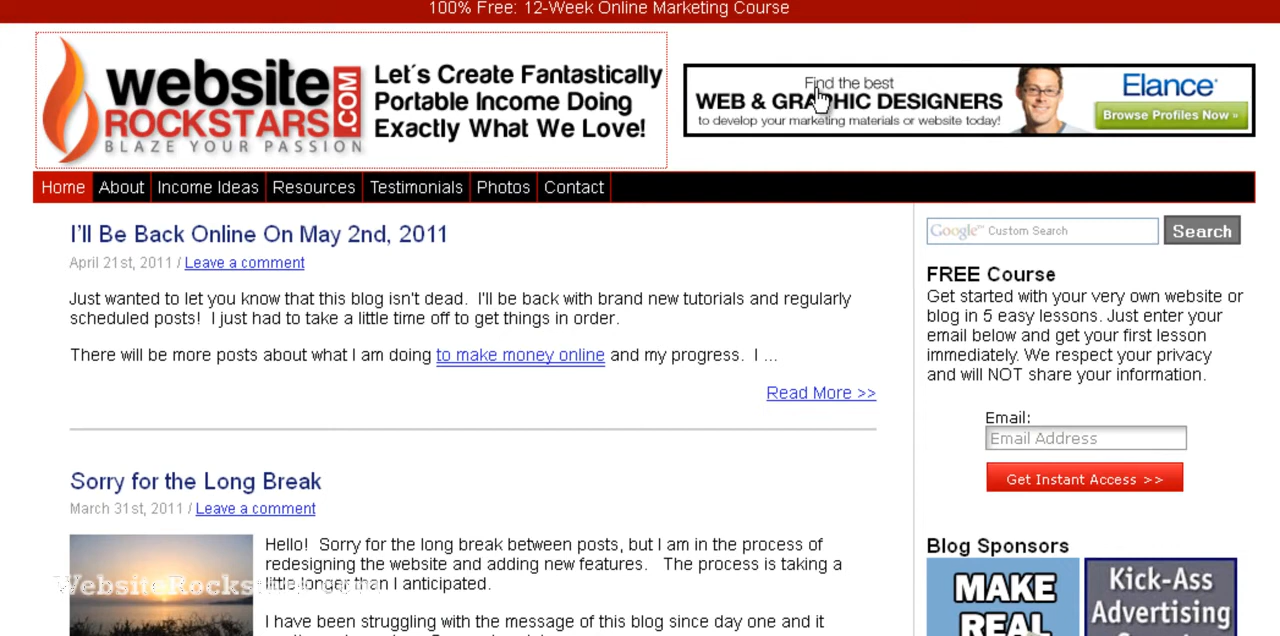 100% Free: 12-Week Online Marketing Course
website
ROCKSTARS
.COM
BLAZE YOUR PASSION
Let's Create Fantastically
Portable Income Doing
Exactly What We Love!
Find the best
WEB & GRAPHIC DESIGNERS
to develop your marketing materials or website today!
Elance
Browse Profiles Now »
Home About Income Ideas Resources Testimonials Photos Contact
I'll Be Back Online On May 2nd, 2011
April 21st, 2011 / Leave a comment
Just wanted to let you know that this blog isn't dead. I'll be back with brand new tutorials and regularly
scheduled posts! I just had to take a little time off to get things in order.
There will be more posts about what I am doing to make money online and my progress. I ...
Read More >>
Sorry for the Long Break
March 31st, 2011 / Leave a comment
Hello! Sorry for the long break between posts, but I am in the process of
redesigning the website and adding new features. The process is taking a
little longer than I anticipated.
I have been struggling with the message of this blog since day one and it
WebsiteRockstars.com
Google™ Custom Search
Search
FREE Course
Get started with your very own website or
blog in 5 easy lessons. Just enter your
email below and get your first lesson
immediately. We respect your privacy
and will NOT share your information.
Email:
Email Address
Get Instant Access >>
Blog Sponsors
MAKE
REAL
Kick-Ass
Advertising